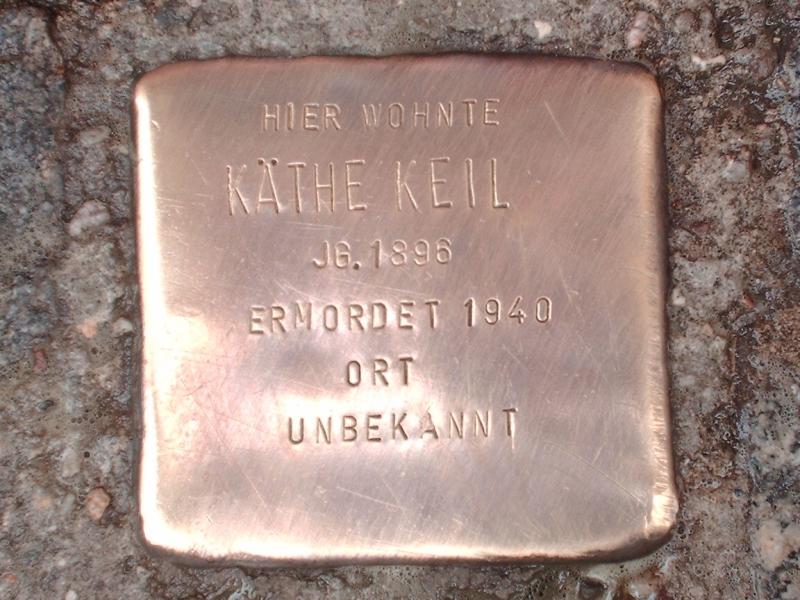 HIER WOHNTE
KÄTHE KEIL
JG. 1896
ERMORDET 1940
ORT
UNBEKANNT